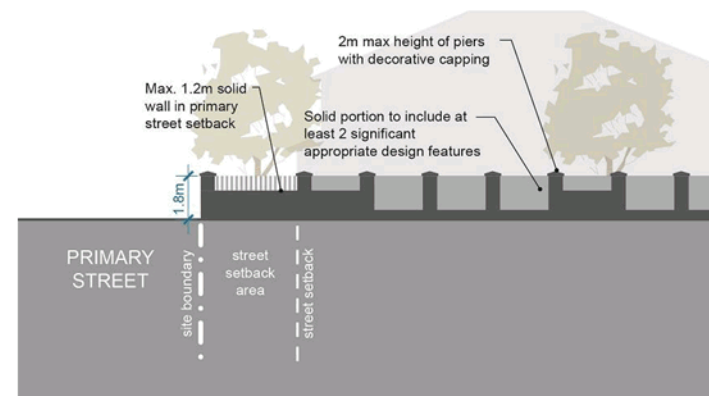 2m max height of piers
with decorative capping
Max. 1.2m solid
wall in primary
street setback
Solid portion to include at
least 2 significant
appropriate design features
1.8m
PRIMARY
STREET
site boundary
street
setback
area
street setback